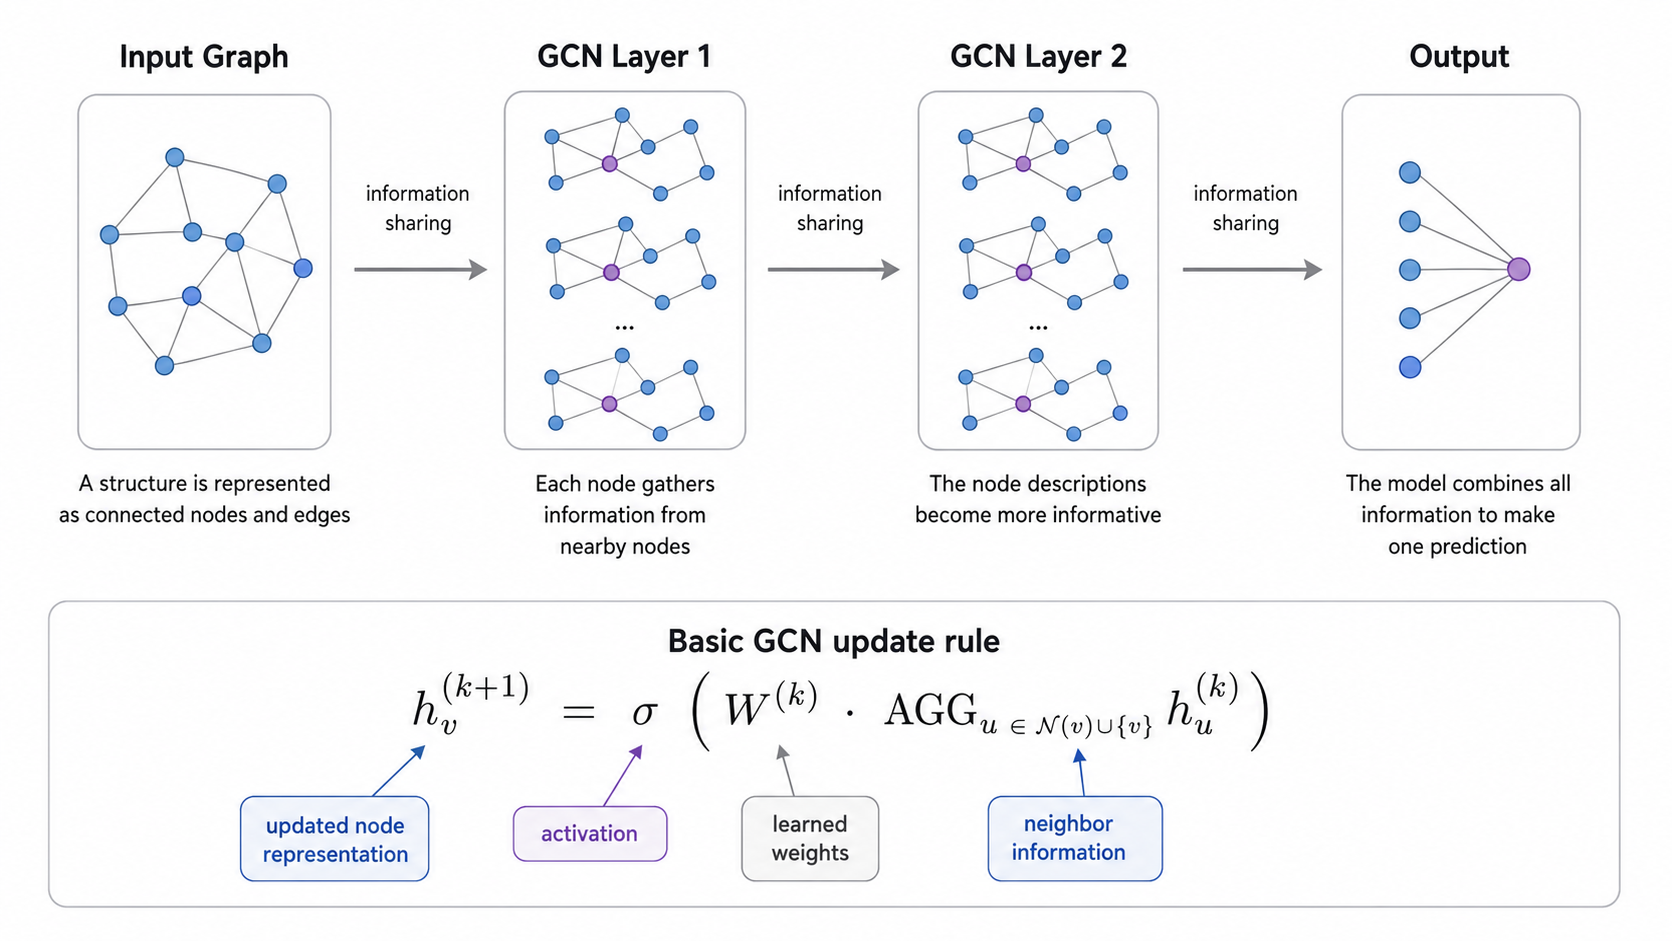 Input Graph
GCN Layer 1
GCN Layer 2
Output
information
sharing
information
sharing
information
sharing
...
...
A structure is represented
as connected nodes and edges
Each node gathers
information from
nearby nodes
The node descriptions
become more informative
The model combines all
information to make
one prediction
Basic GCN update rule
h_v^{(k+1)} = σ ( W^{(k)} · AGG_{u ∈ 𝒩(v)∪{v}} h_u^{(k)} )
updated node
representation
activation
learned
weights
neighbor
information